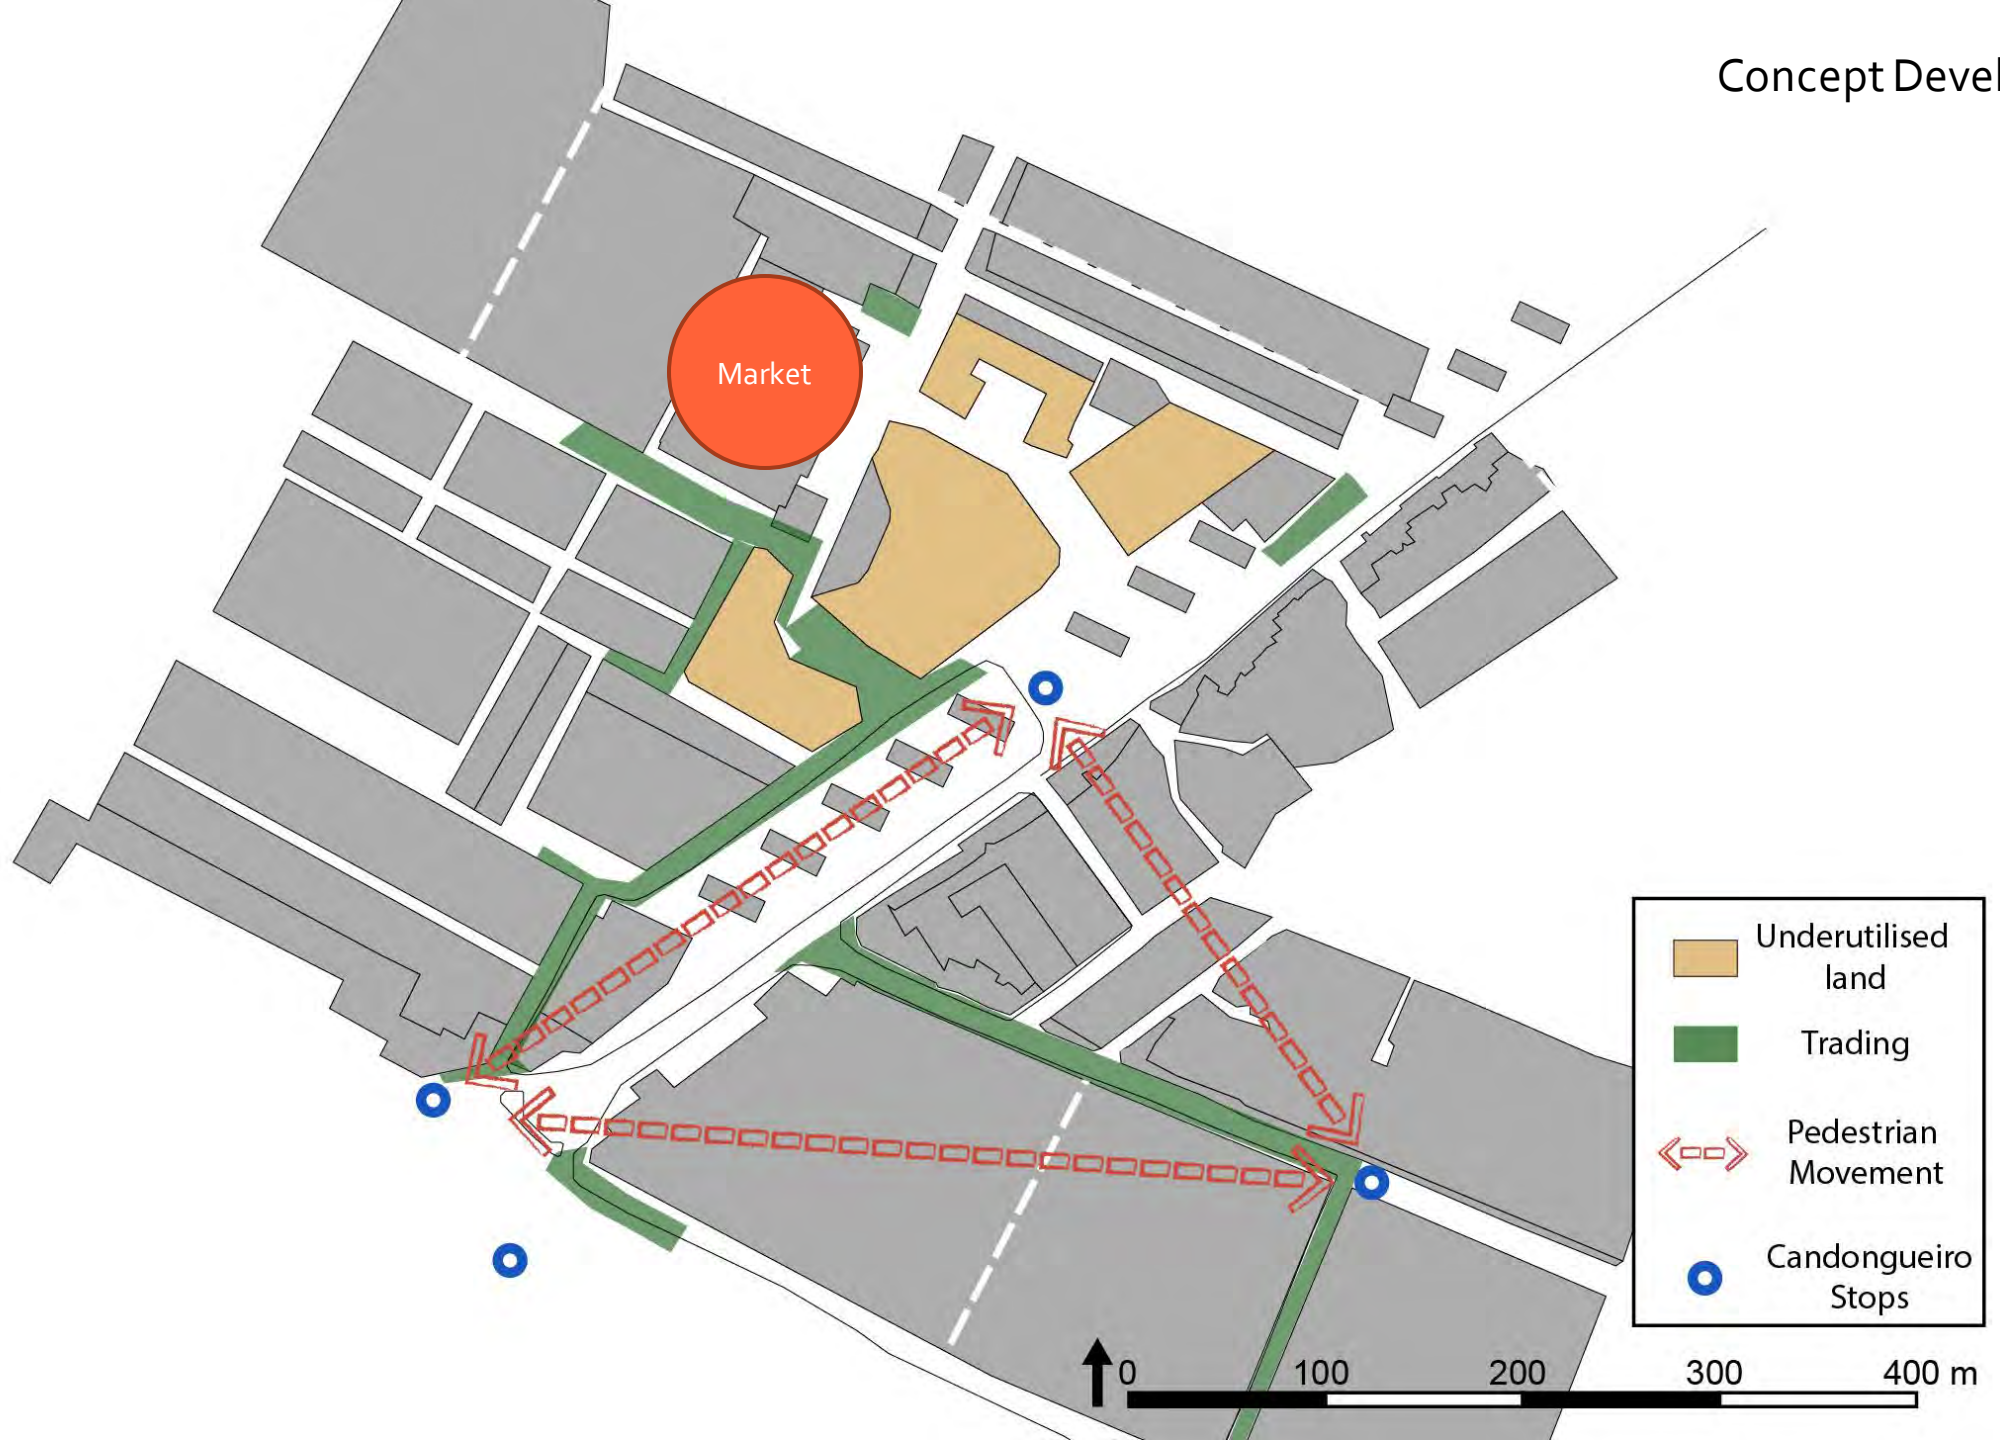 Concept Devel
Market
Underutilised
land
Trading
Pedestrian
Movement
Candongueiro
Stops
0 100 200 300 400 m